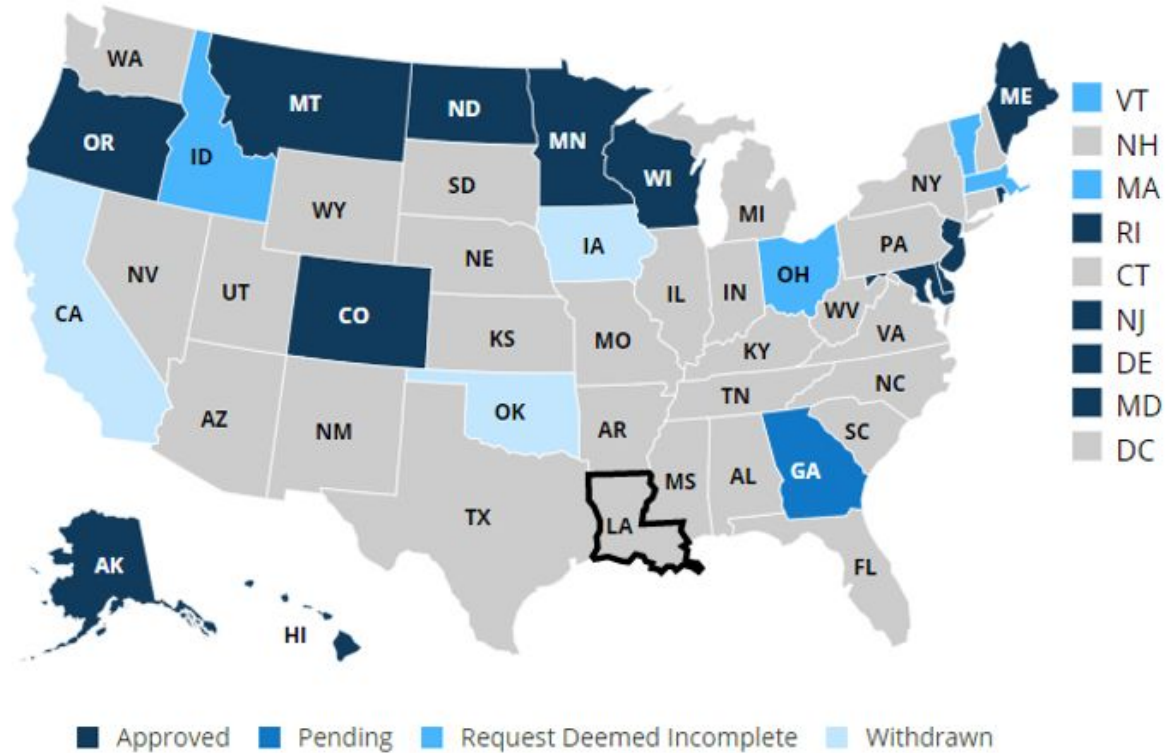 WA
MT
ND
MN
ME
OR
ID
WI
SD
WY
MI
NY
VT
NH
MA
RI
CT
NJ
DE
MD
DC
IA
NE
PA
NV
UT
CA
CO
IL
IN
OH
WV
VA
KS
MO
KY
NC
TN
AZ
NM
OK
AR
SC
MS
AL
GA
TX
LA
FL
AK
HI
Approved Pending Request Deemed Incomplete Withdrawn